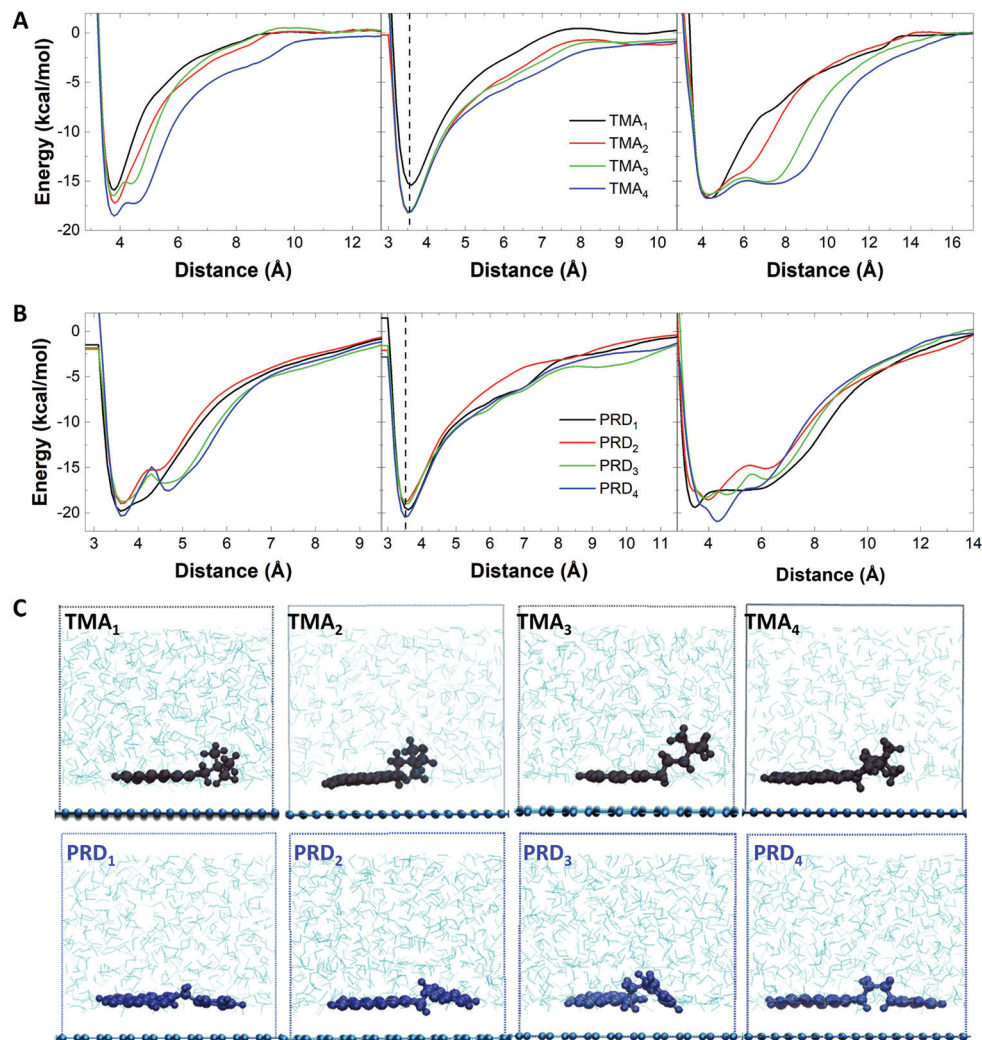 A
Energy (kcal/mol)
0
-5
-10
-15
-20
TMA₁
TMA₂
TMA₃
TMA₄
4 6 8 10 12
3 4 5 6 7 8 9 10
4 6 8 10 12 14 16
Distance (Å) Distance (Å) Distance (Å)
B
Energy (kcal/mol)
0
-5
-10
-15
-20
PRD₁
PRD₂
PRD₃
PRD₄
3 4 5 6 7 8 9
3 4 5 6 7 8 9 10 11
4 6 8 10 12 14
Distance (Å) Distance (Å) Distance (Å)
C
TMA₁ TMA₂ TMA₃ TMA₄
PRD₁ PRD₂ PRD₃ PRD₄